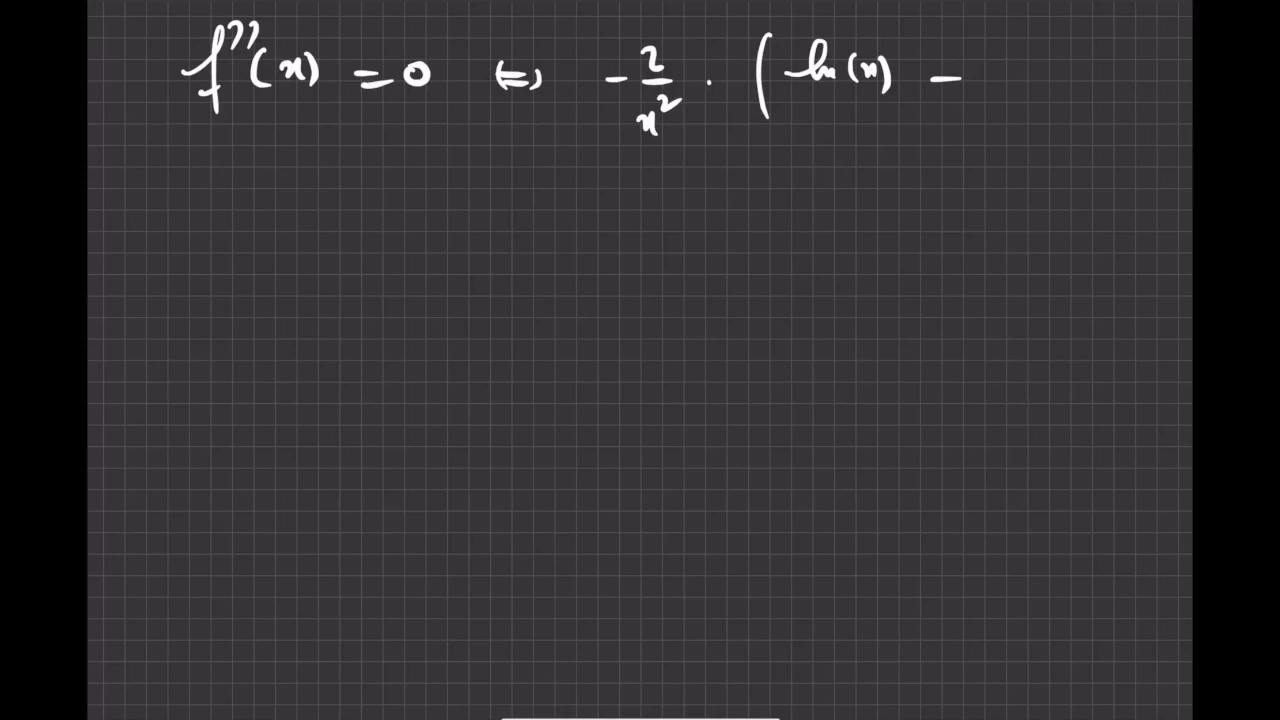 f''(x) = 0 ⇔ -2/x² · (ln(x) -